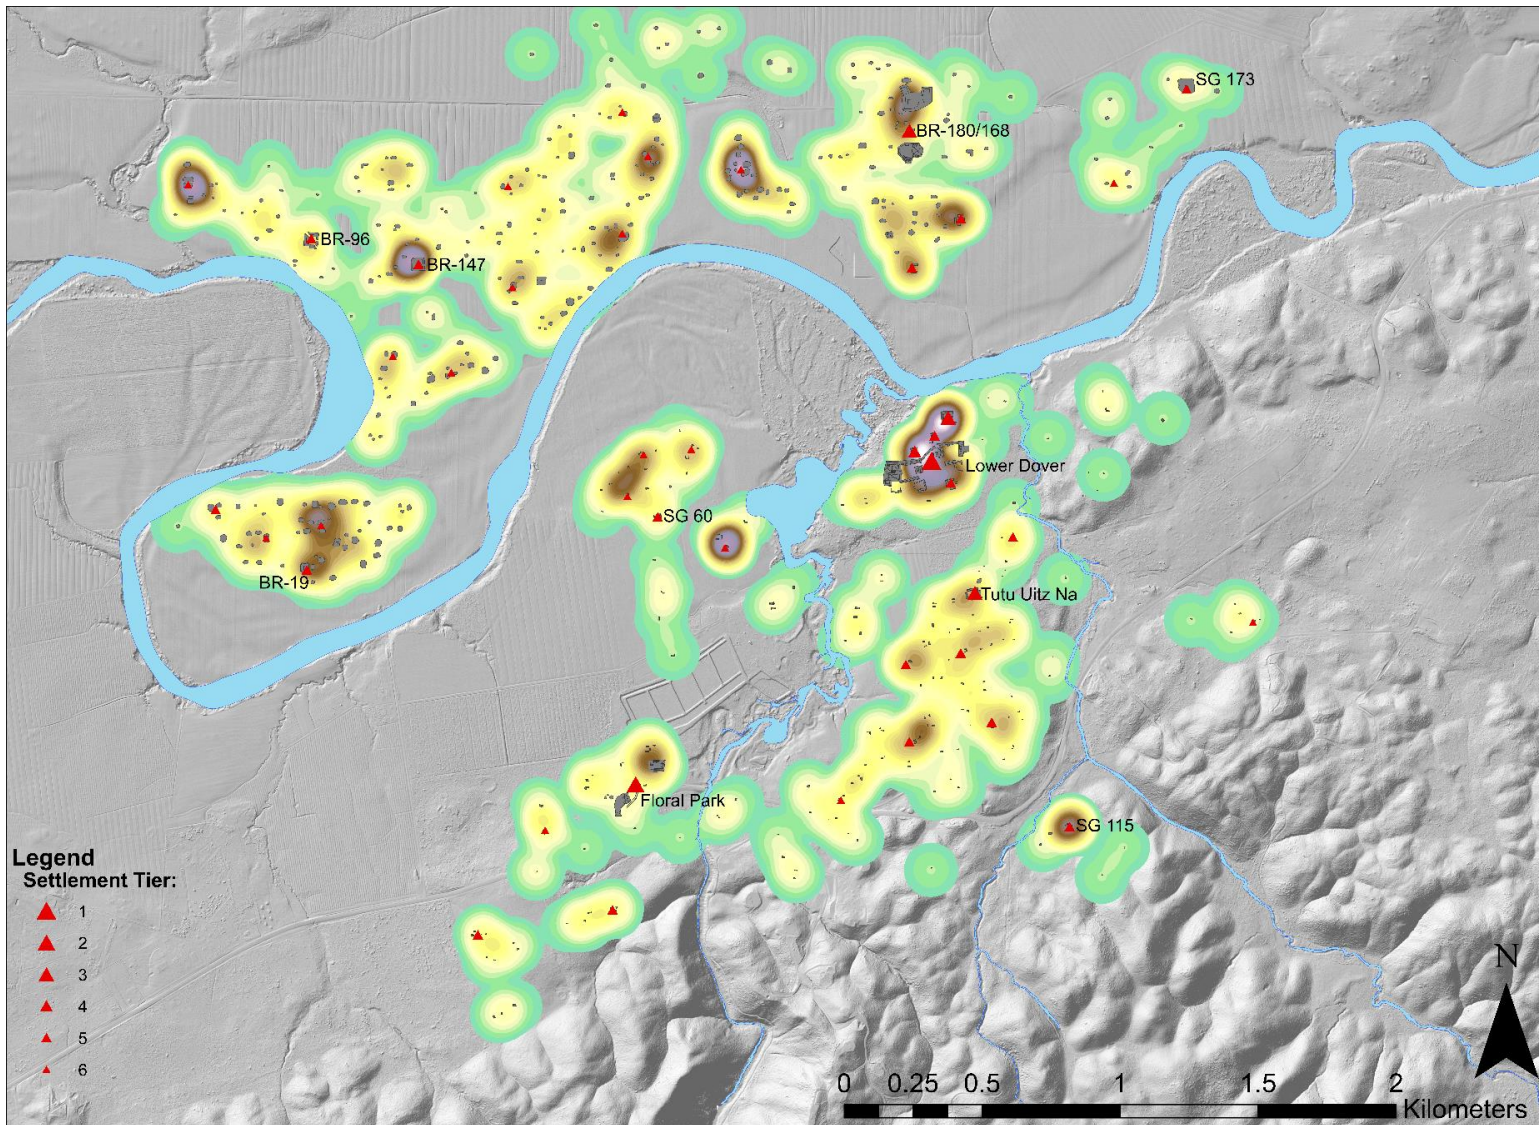 SG 173
BR-180/168
BR-96
BR-147
Lower Dover
SG 60
BR-19
Tutu Uitz Na
Floral Park
SG 115
Legend
Settlement Tier:
1
2
3
4
5
6
N
0 0.25 0.5 1 1.5 2
Kilometers